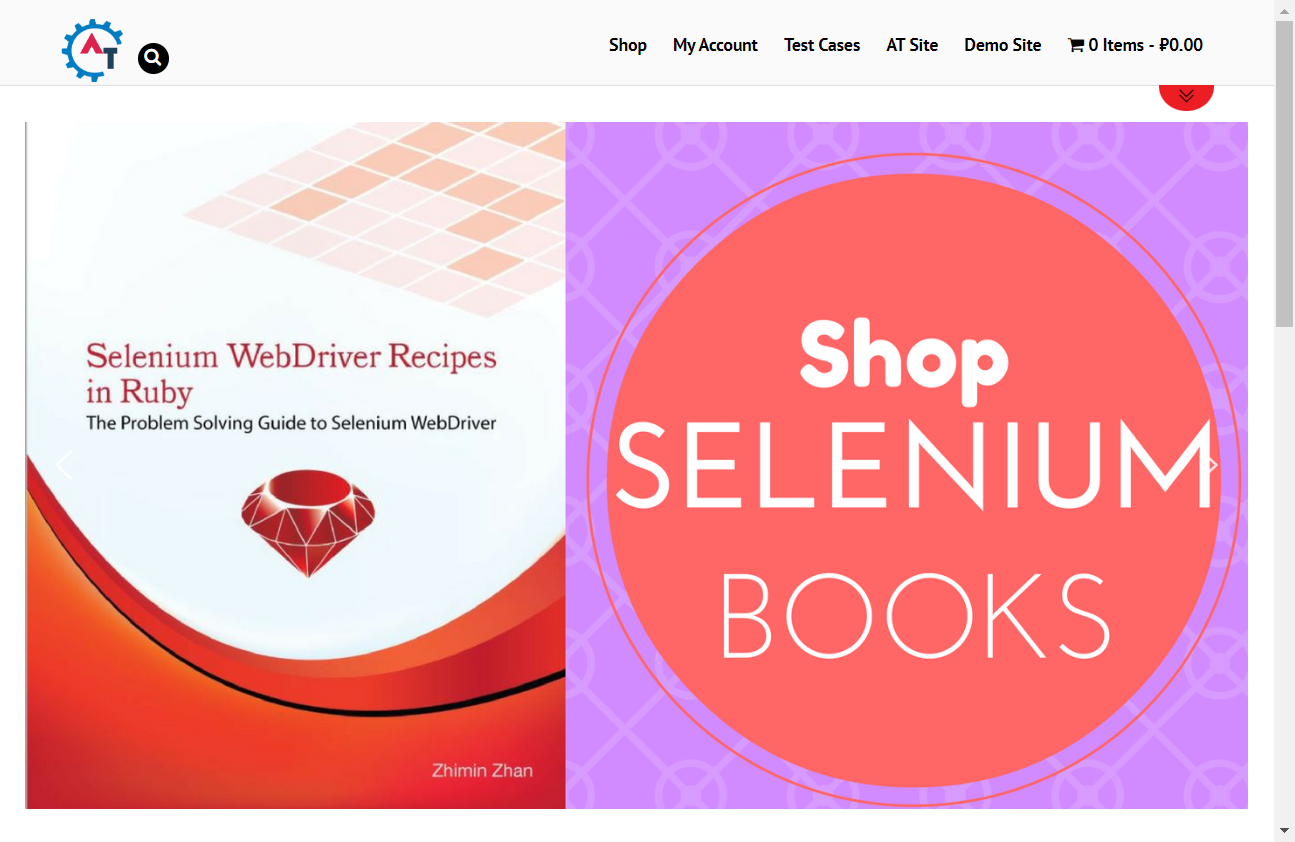 AT
Shop
My Account
Test Cases
AT Site
Demo Site
0 Items - ₽0.00
Selenium WebDriver Recipes
in Ruby
The Problem Solving Guide to Selenium WebDriver
Zhimin Zhan
Shop
SELENIUM
BOOKS